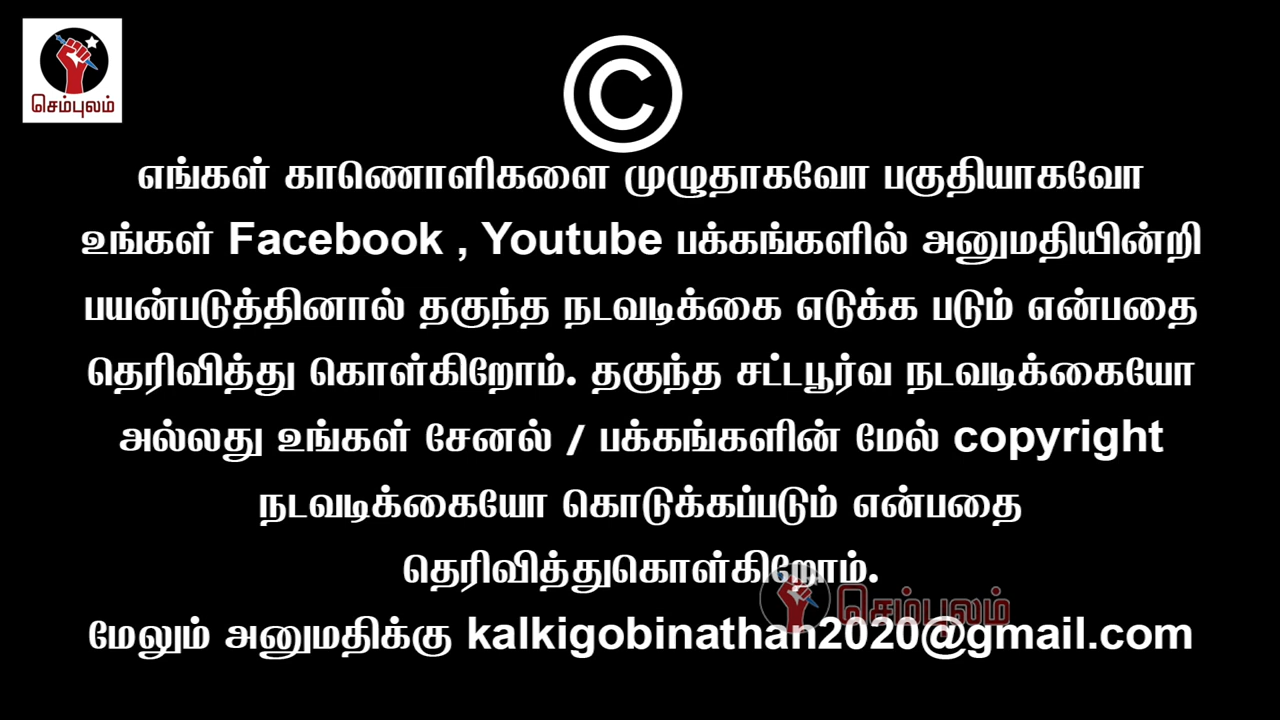 செம்புலம்
©
எங்கள் காணொளிகளை முழுதாகவோ பகுதியாகவோ
உங்கள் Facebook , Youtube பக்கங்களில் அனுமதியின்றி
பயன்படுத்தினால் தகுந்த நடவடிக்கை எடுக்க படும் என்பதை
தெரிவித்து கொள்கிறோம். தகுந்த சட்டபூர்வ நடவடிக்கையோ
அல்லது உங்கள் சேனல் / பக்கங்களின் மேல் copyright
நடவடிக்கையோ கொடுக்கப்படும் என்பதை
தெரிவித்துகொள்கிறோம்.
செம்புலம்
மேலும் அனுமதிக்கு kalkigobinathan2020@gmail.com